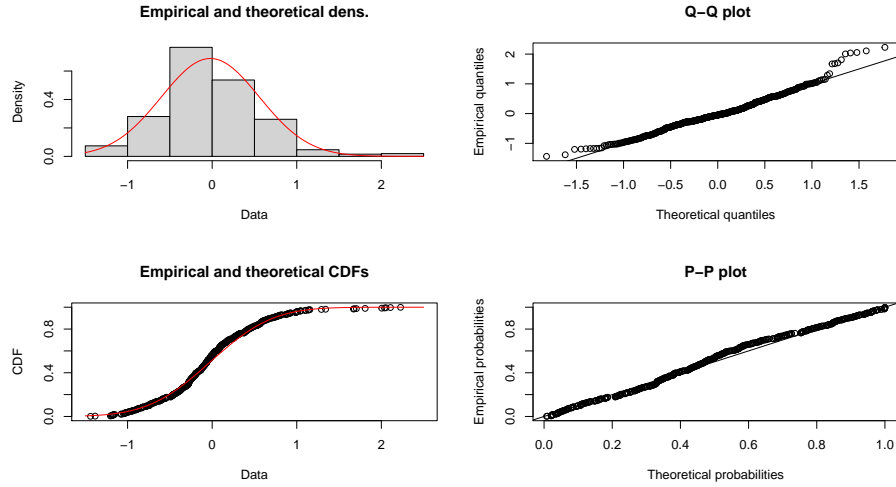 Empirical and theoretical dens.
Density
0.0
0.4
−1
0
1
2
Data
Q−Q plot
Empirical quantiles
−1
0
1
2
−1.5
−1.0
−0.5
0.0
0.5
1.0
1.5
Theoretical quantiles
Empirical and theoretical CDFs
CDF
0.0
0.4
0.8
−1
0
1
2
Data
P−P plot
Empirical probabilities
0.0
0.4
0.8
0.0
0.2
0.4
0.6
0.8
1.0
Theoretical probabilities